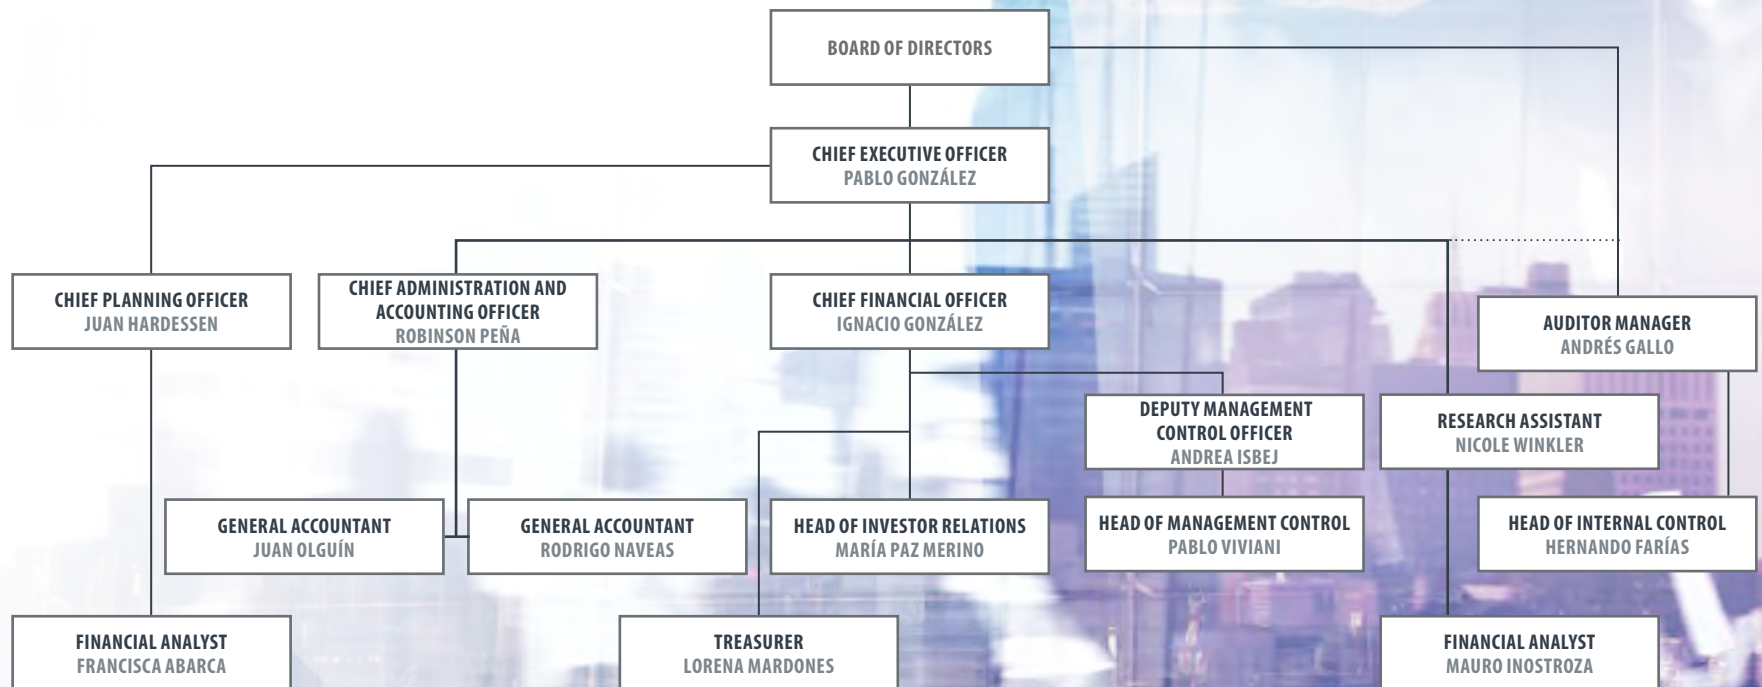 BOARD OF DIRECTORS
CHIEF EXECUTIVE OFFICER
PABLO GONZÁLEZ
CHIEF PLANNING OFFICER
JUAN HARDESSEN
CHIEF ADMINISTRATION AND
ACCOUNTING OFFICER
ROBINSON PEÑA
CHIEF FINANCIAL OFFICER
IGNACIO GONZÁLEZ
AUDITOR MANAGER
ANDRÉS GALLO
DEPUTY MANAGEMENT
CONTROL OFFICER
ANDREA ISBEJ
RESEARCH ASSISTANT
NICOLE WINKLER
GENERAL ACCOUNTANT
JUAN OLGUÍN
GENERAL ACCOUNTANT
RODRIGO NAVEAS
HEAD OF INVESTOR RELATIONS
MARÍA PAZ MERINO
HEAD OF MANAGEMENT CONTROL
PABLO VIVIANI
HEAD OF INTERNAL CONTROL
HERNANDO FARÍAS
FINANCIAL ANALYST
FRANCISCA ABARCA
TREASURER
LORENA MARDONES
FINANCIAL ANALYST
MAURO INOSTROZA